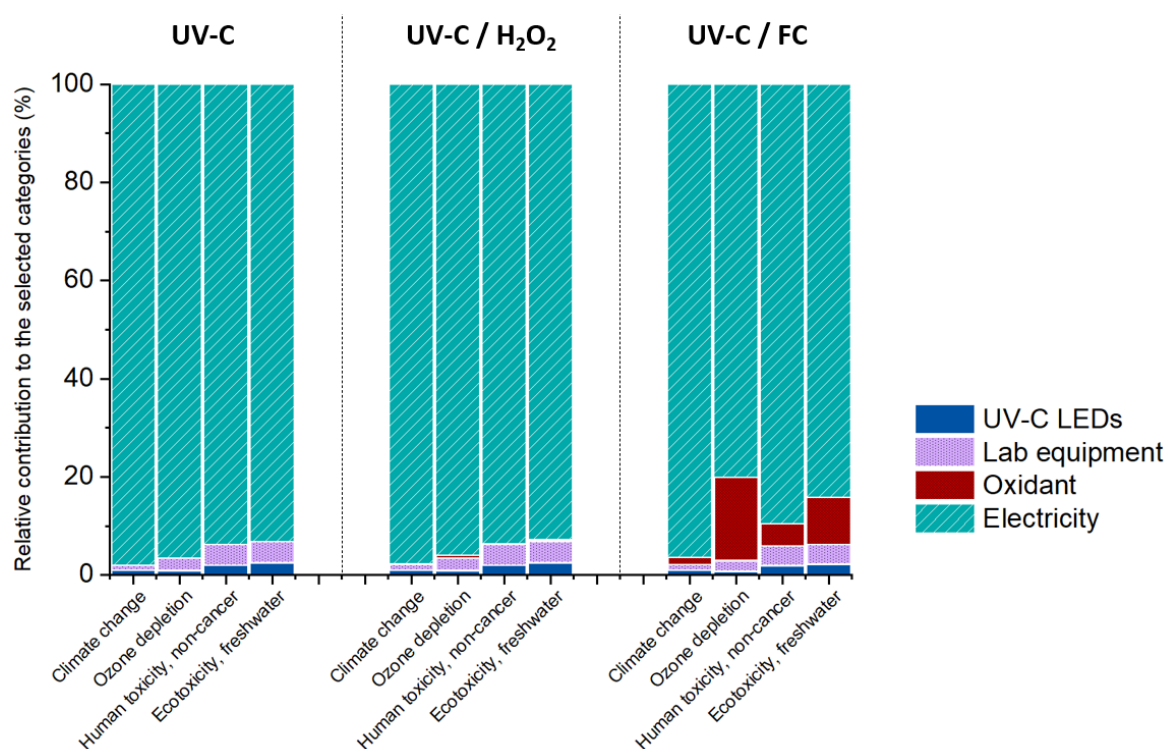 UV-C
UV-C / H₂O₂
UV-C / FC
Relative contribution to the selected categories (%)
100
80
60
40
20
0
Climate change
Ozone depletion
Human toxicity, non-cancer
Ecotoxicity, freshwater
Climate change
Ozone depletion
Human toxicity, non-cancer
Ecotoxicity, freshwater
Climate change
Ozone depletion
Human toxicity, non-cancer
Ecotoxicity, freshwater
UV-C LEDs
Lab equipment
Oxidant
Electricity